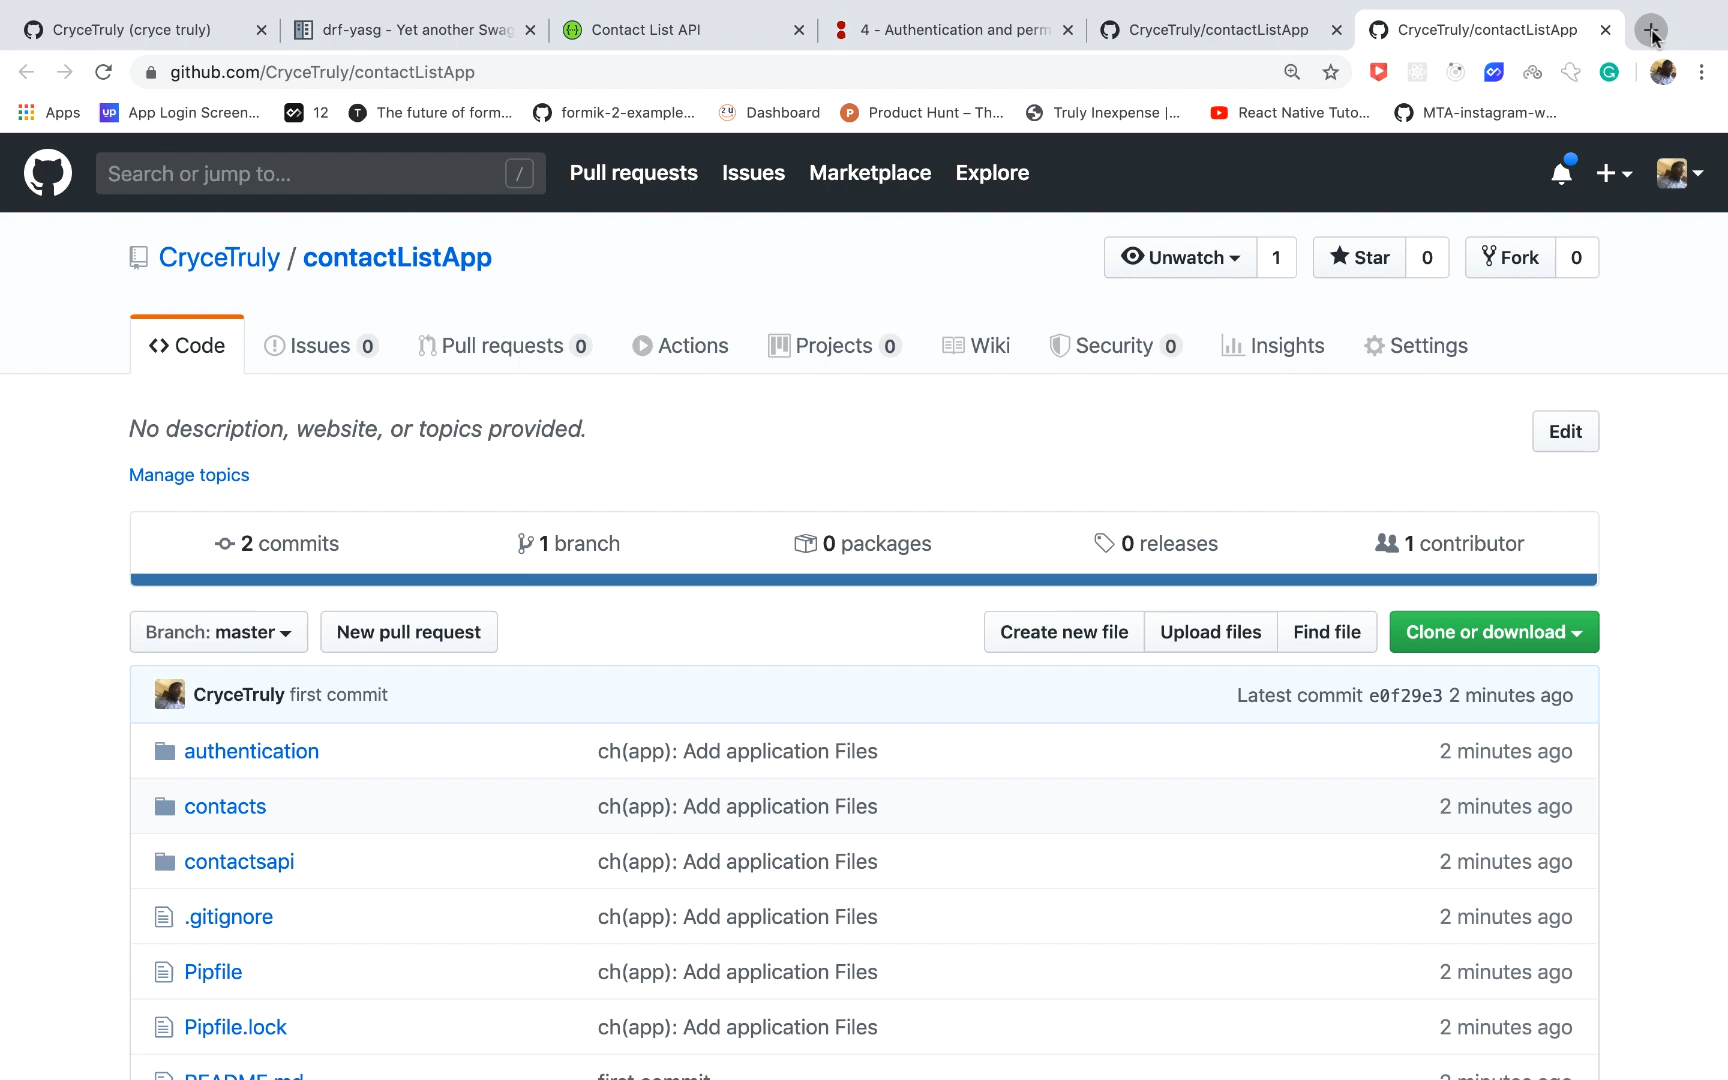 CryceTruly (cryce truly)
drf-yasg - Yet another Swag
Contact List API
4 - Authentication and perm
CryceTruly/contactListApp
CryceTruly/contactListApp
github.com/CryceTruly/contactListApp
Apps
up
App Login Screen...
12
T
The future of form...
formik-2-example...
Dashboard
P
Product Hunt – Th...
Truly Inexpense |...
React Native Tuto...
MTA-instagram-w...
Search or jump to...
/
Pull requests
Issues
Marketplace
Explore
CryceTruly / contactListApp
Unwatch
1
Star
0
Fork
0
Code
Issues 0
Pull requests 0
Actions
Projects 0
Wiki
Security 0
Insights
Settings
No description, website, or topics provided.
Edit
Manage topics
2 commits
1 branch
0 packages
0 releases
1 contributor
Branch: master
New pull request
Create new file
Upload files
Find file
Clone or download
CryceTruly first commit
Latest commit e0f29e3 2 minutes ago
authentication
ch(app): Add application Files
2 minutes ago
contacts
ch(app): Add application Files
2 minutes ago
contactsapi
ch(app): Add application Files
2 minutes ago
.gitignore
ch(app): Add application Files
2 minutes ago
Pipfile
ch(app): Add application Files
2 minutes ago
Pipfile.lock
ch(app): Add application Files
2 minutes ago
README.md
first commit
2 minutes ago